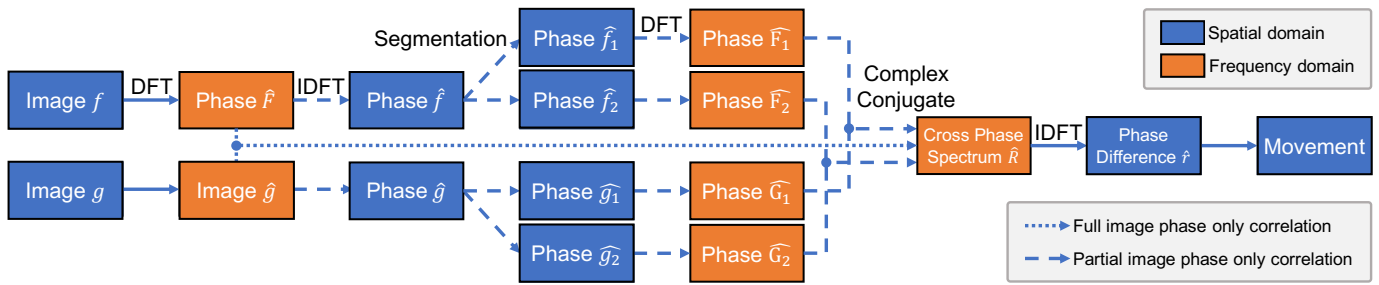 Segmentation
Phase f̂₁
DFT
Phase F̂₁
Spatial domain
Frequency domain
Image f
DFT
Phase F̂
IDFT
Phase f̂
Phase f̂₂
Phase F̂₂
Complex
Conjugate
Cross Phase
Spectrum R̂
IDFT
Phase
Difference r̂
Movement
Image g
Image ĝ
Phase ĝ
Phase ĝ₁
Phase Ĝ₁
Phase ĝ₂
Phase Ĝ₂
Full image phase only correlation
Partial image phase only correlation